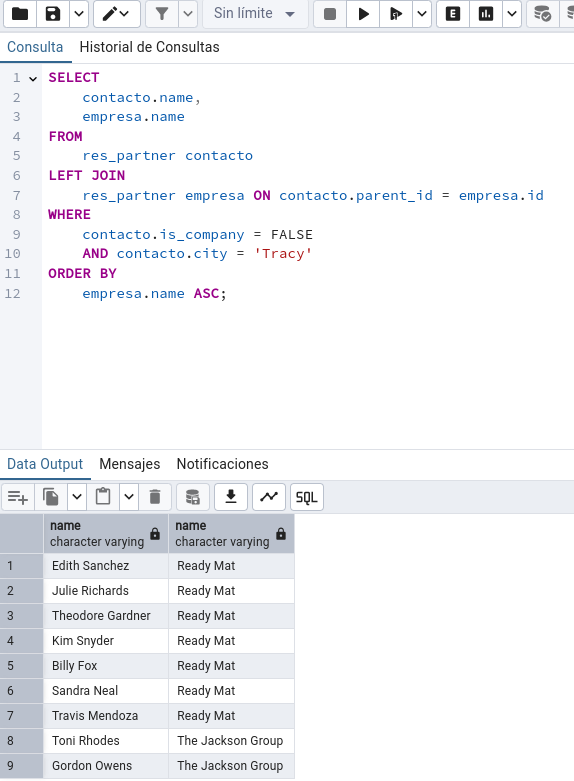 Sin límite
Consulta Historial de Consultas
1 SELECT
2 contacto.name,
3 empresa.name
4 FROM
5 res_partner contacto
6 LEFT JOIN
7 res_partner empresa ON contacto.parent_id = empresa.id
8 WHERE
9 contacto.is_company = FALSE
10 AND contacto.city = 'Tracy'
11 ORDER BY
12 empresa.name ASC;
Data Output Mensajes Notificaciones
SQL
name name
character varying character varying
1 Edith Sanchez Ready Mat
2 Julie Richards Ready Mat
3 Theodore Gardner Ready Mat
4 Kim Snyder Ready Mat
5 Billy Fox Ready Mat
6 Sandra Neal Ready Mat
7 Travis Mendoza Ready Mat
8 Toni Rhodes The Jackson Group
9 Gordon Owens The Jackson Group